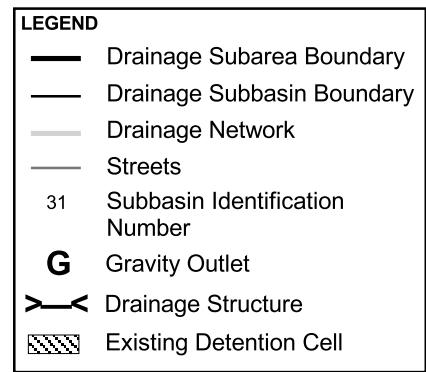 LEGEND
Drainage Subarea Boundary
Drainage Subbasin Boundary
Drainage Network
Streets
31 Subbasin Identification
Number
G Gravity Outlet
Drainage Structure
Existing Detention Cell